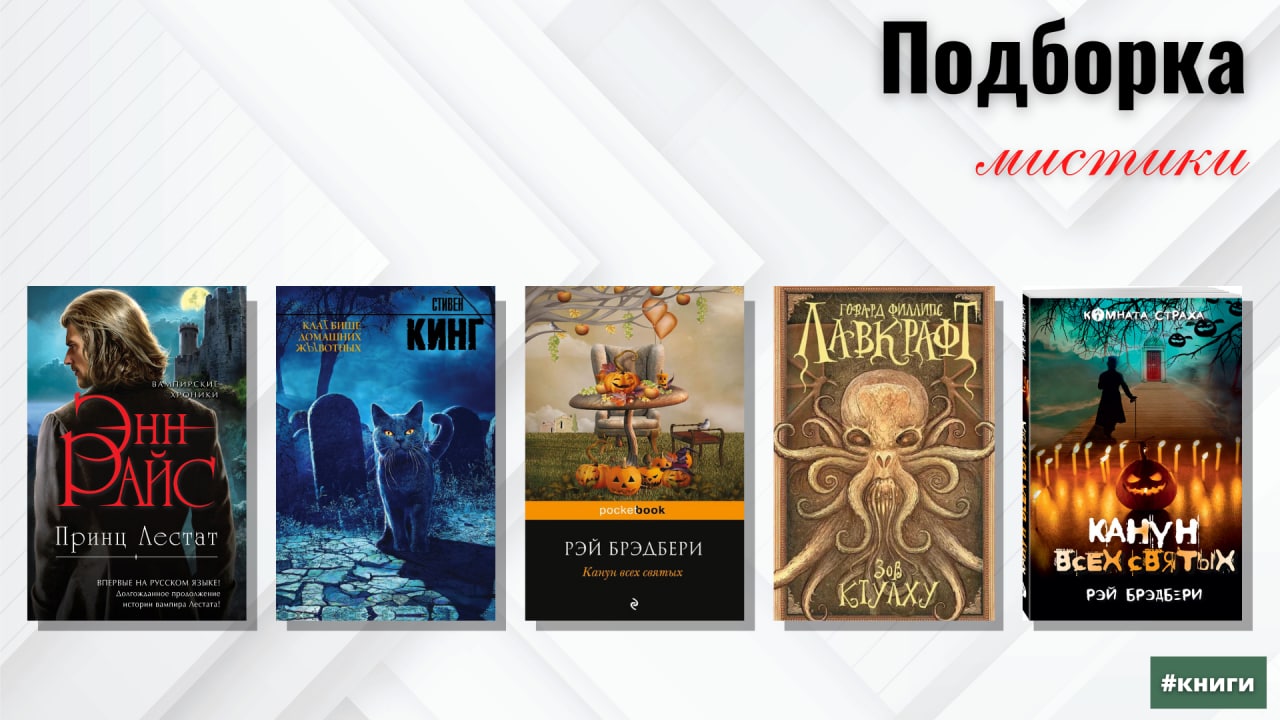 Подборка
мистики
ВАМПИРСКИЕ
ХРОНИКИ
ЭНН
РАЙС
Принц Лестат
ВПЕРВЫЕ НА РУССКОМ ЯЗЫКЕ!
Долгожданное продолжение
истории вампира Лестата!
СТИВЕН
КИНГ
КЛАДБИЩЕ
ДОМАШНИХ
ЖЪИВОТНЫХ
pocketbook
РЭЙ БРЭДБЕРИ
Канун всех святых
ГОВАРД ФИЛЛИПС
ЛАВКРАФТ
ЗОВ
КТУЛХУ
КОМНАТА СТРАХА
КАНУН
ВСЕХ СВЯТЫХ
РЭЙ БРЭДБЕРИ
#книги